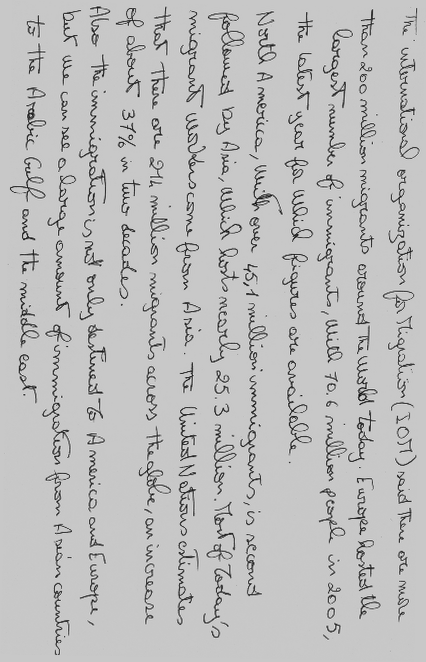 The international organization for Migration (IOM) said there are more
than 200 million migrants around the world today. Europe hosted the
largest number of immigrants, with 70.6 million people in 2005,
the latest year for which figures are available.
North America, with over 45,1 million immigrants, is second
followed by Asia, which hosts nearly 25.3 million. Most of today's
migrant workers come from Asia. The United Nations estimates
that there are 214 million migrants across the globe, an increase
of about 37% in two decades.
Also the immigration is not only destined to America and Europe,
but we can see a large amount of immigration from Asian countries
to the Arabic Gulf and the middle east.